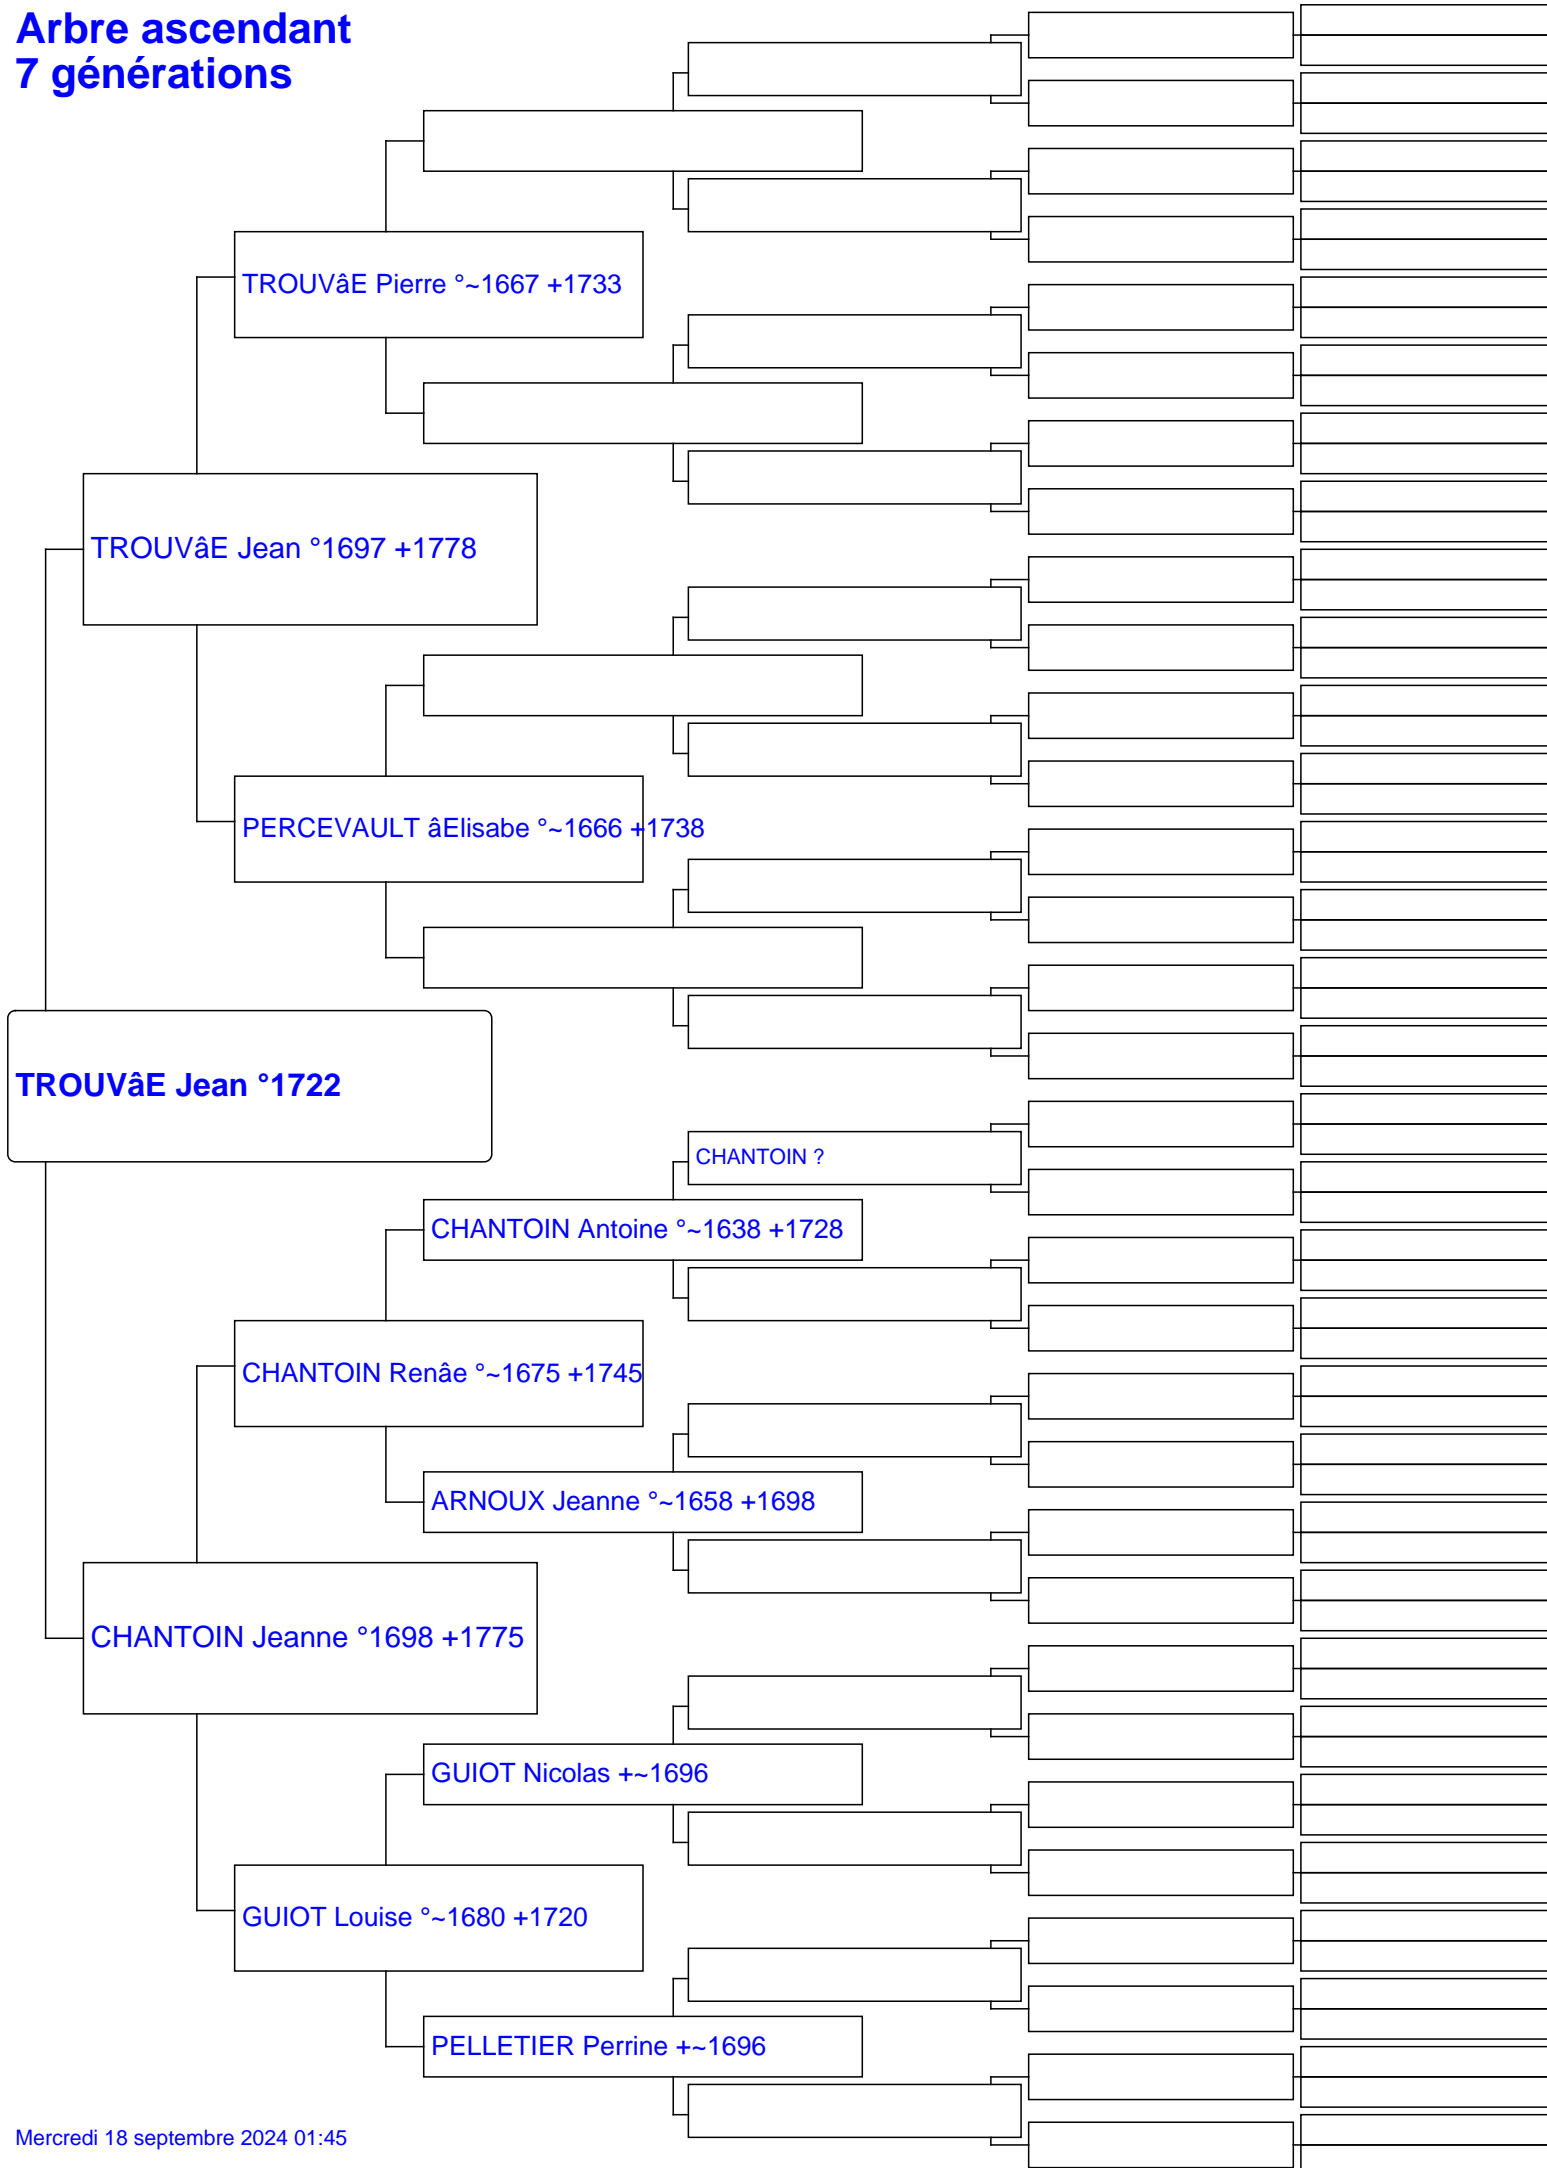 Arbre ascendant
7 générations
TROUVâE Pierre °~1667 +1733
TROUVâE Jean °1697 +1778
PERCEVAULT âElisabe °~1666 +1738
TROUVâE Jean °1722
CHANTOIN ?
CHANTOIN Antoine °~1638 +1728
CHANTOIN Renâe °~1675 +1745
ARNOUX Jeanne °~1658 +1698
CHANTOIN Jeanne °1698 +1775
GUIOT Nicolas +~1696
GUIOT Louise °~1680 +1720
PELLETIER Perrine +~1696
Mercredi 18 septembre 2024 01:45